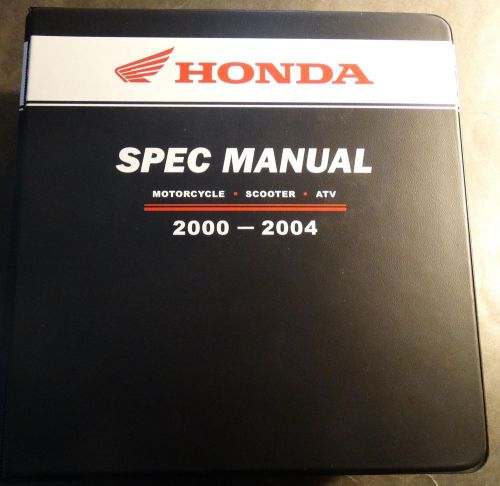 HONDA
SPEC MANUAL
MOTORCYCLE • SCOOTER • ATV
2000 – 2004